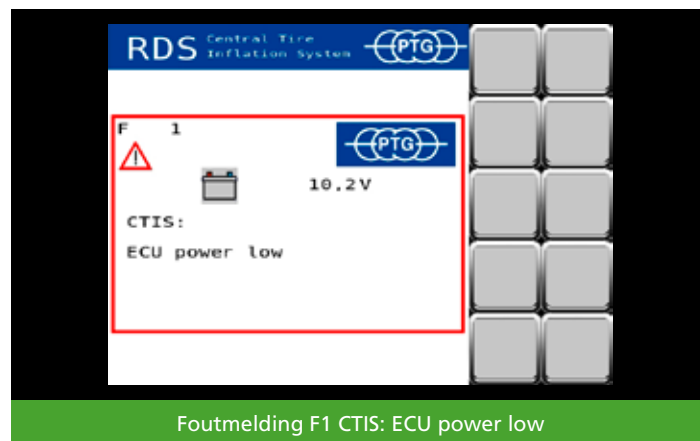 RDS Central Tire
Inflation System
PTG
F 1
PTG
10.2V
CTIS:
ECU power low
Foutmelding F1 CTIS: ECU power low